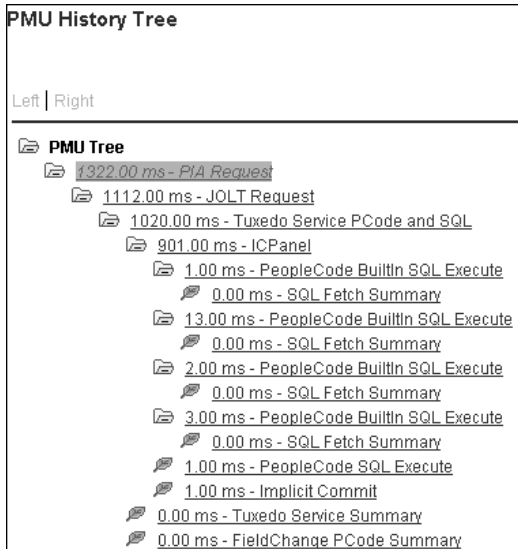 PMU History Tree
Left | Right
PMU Tree
1322.00 ms - PIA Request
1112.00 ms - JOLT Request
1020.00 ms - Tuxedo Service PCode and SQL
901.00 ms - ICPanel
1.00 ms - PeopleCode BuiltIn SQL Execute
0.00 ms - SQL Fetch Summary
13.00 ms - PeopleCode BuiltIn SQL Execute
0.00 ms - SQL Fetch Summary
2.00 ms - PeopleCode BuiltIn SQL Execute
0.00 ms - SQL Fetch Summary
3.00 ms - PeopleCode BuiltIn SQL Execute
0.00 ms - SQL Fetch Summary
1.00 ms - PeopleCode SQL Execute
1.00 ms - Implicit Commit
0.00 ms - Tuxedo Service Summary
0.00 ms - FieldChange PCode Summary